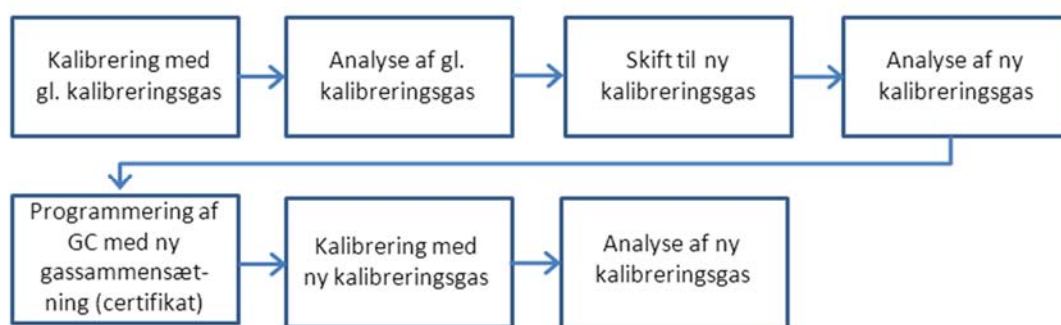 Kalibrering med
gl. kalibreringsgas
Analyse af gl.
kalibreringsgas
Skift til ny
kalibreringsgas
Analyse af ny
kalibreringsgas
Programmering af
GC med ny
gassammensæt-
ning (certifikat)
Kalibrering med
ny kalibreringsgas
Analyse af ny
kalibreringsgas